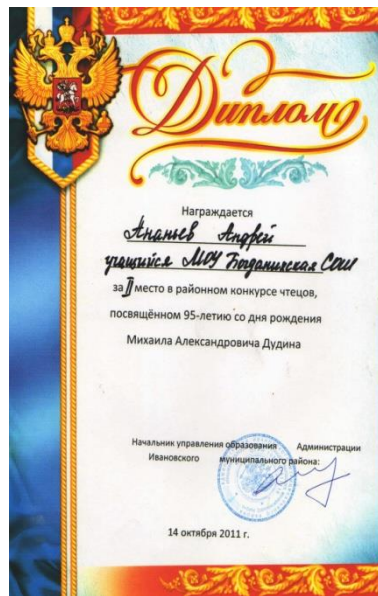 Диплом
Награждается
Ананьев Андрей
учащийся МОУ Богданихская СОШ
за II место в районном конкурсе чтецов,
посвящённом 95-летию со дня рождения
Михаила Александровича Дудина
Начальник управления образования Администрации
Ивановского муниципального района:
14 октября 2011 г.